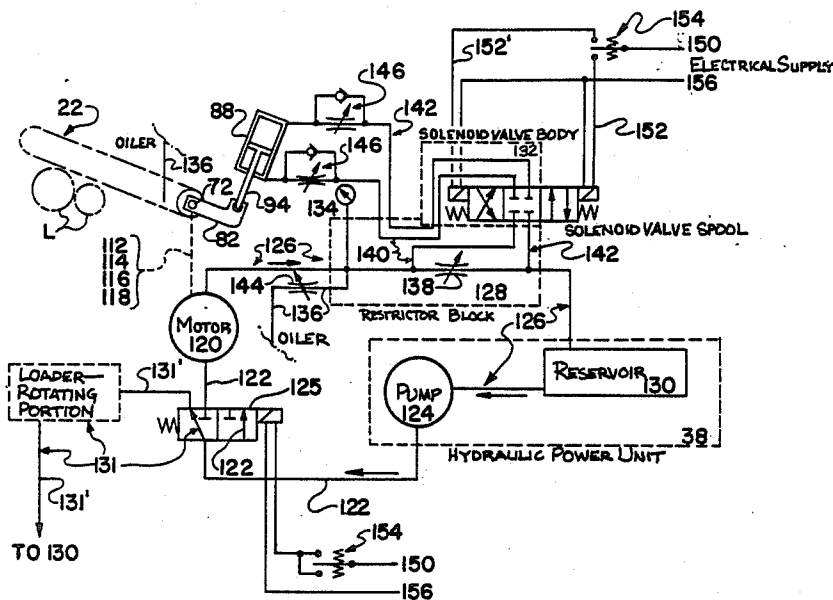 154
150
ELECTRICAL SUPPLY
156
152'
152
146
142
SOLENOID VALVE BODY
132
88
22
OILER
136
146
72
94
134
L
82
SOLENOID VALVE SPOOL
112
114
116
118
126
140
142
144
138
128
136
RESTRICTOR BLOCK
OILER
126
MOTOR
120
RESERVOIR
130
PUMP
124
38
HYDRAULIC POWER UNIT
LOADER
ROTATING
PORTION
131'
122
125
131
122
122
131'
TO 130
154
150
156